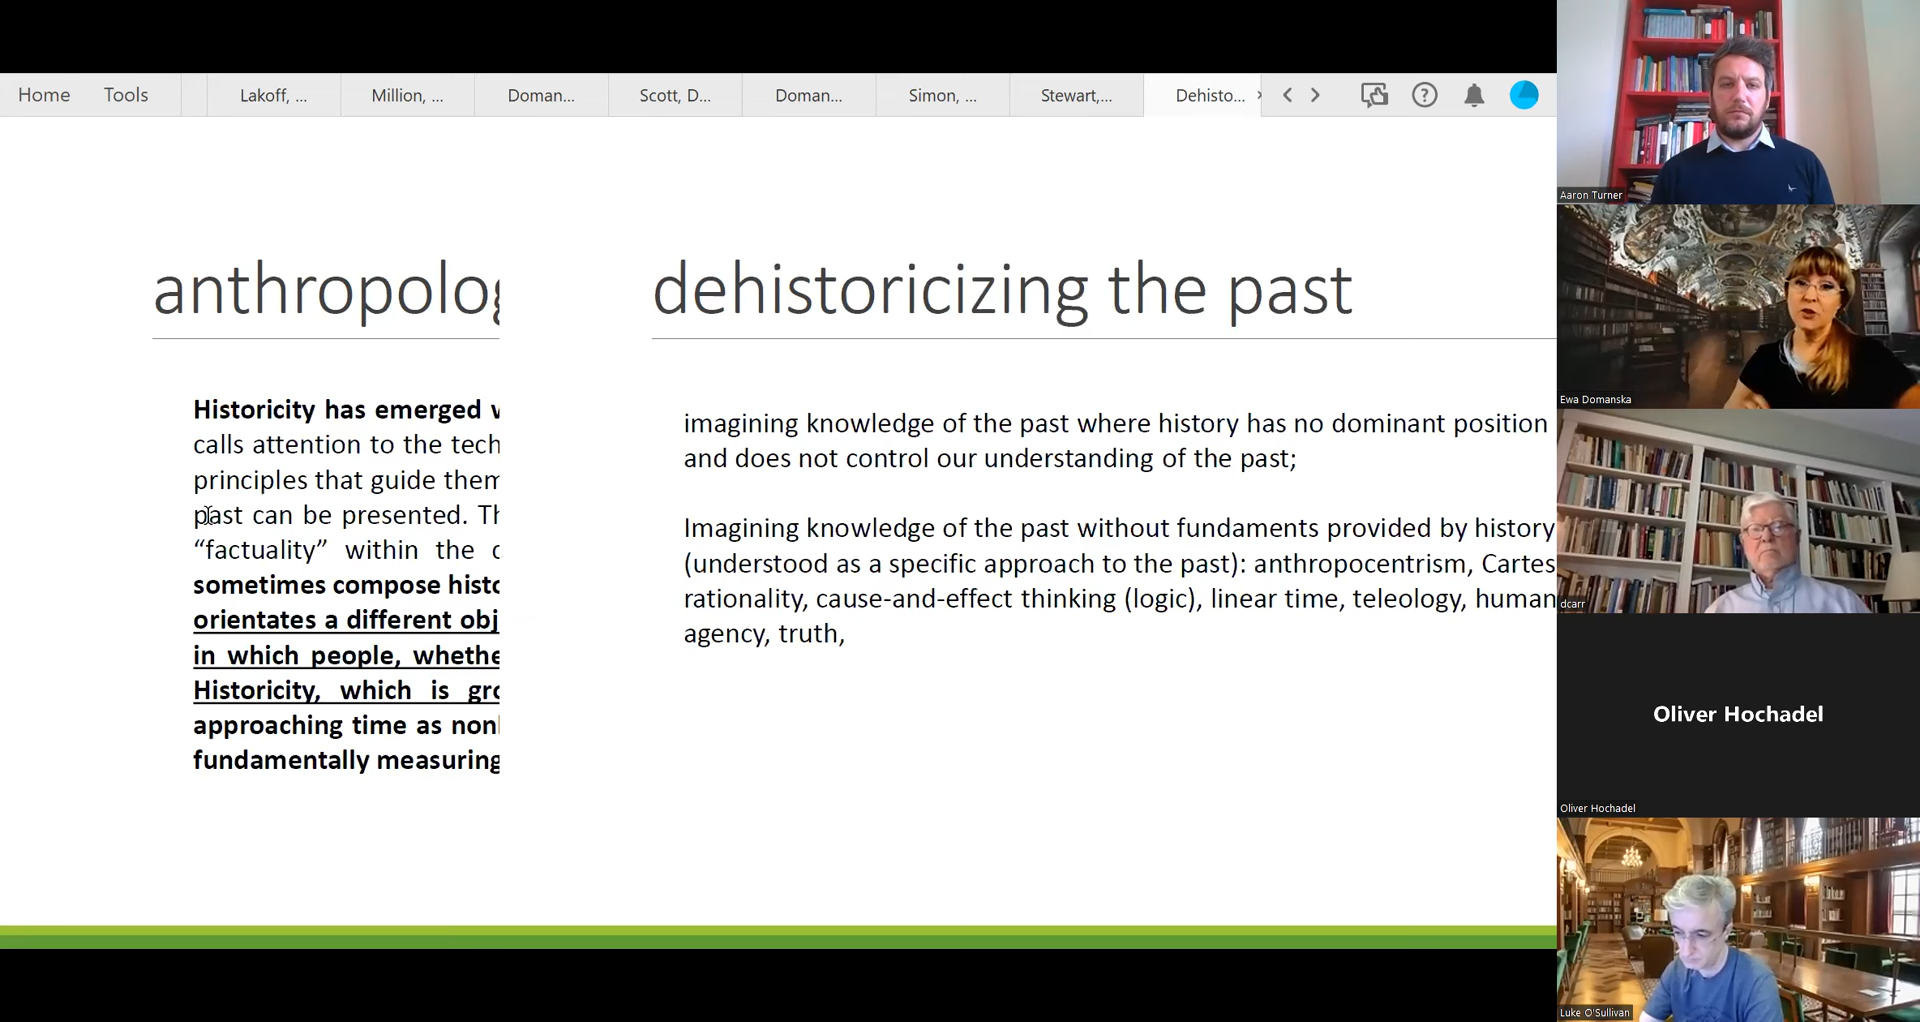 Home Tools Lakoff, ... Million, ... Doman... Scott, D... Doman... Simon, ... Stewart,... Dehisto...
anthropolog
Historicity has emerged
calls attention to the tech
principles that guide them
past can be presented. Th
“factuality” within the
sometimes compose histo
orientates a different obj
in which people, whethe
Historicity, which is gro
approaching time as non
fundamentally measuring
dehistoricizing the past
imagining knowledge of the past where history has no dominant position
and does not control our understanding of the past;
Imagining knowledge of the past without fundaments provided by history
(understood as a specific approach to the past): anthropocentrism, Cartes
rationality, cause-and-effect thinking (logic), linear time, teleology, human
agency, truth,
Aaron Turner
Ewa Domanska
dcarr
Oliver Hochadel
Oliver Hochadel
Luke O'Sullivan